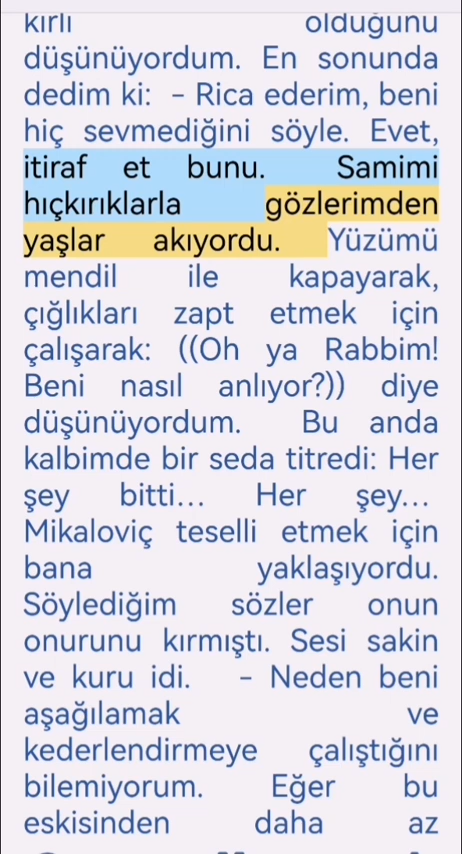 kirli olduğunu
düşünüyordum. En sonunda
dedim ki: – Rica ederim, beni
hiç sevmediğini söyle. Evet,
itiraf et bunu. Samimi
hıçkırıklarla gözlerimden
yaşlar akıyordu. Yüzümü
mendil ile kapayarak,
çığlıkları zapt etmek için
çalışarak: ((Oh ya Rabbim!
Beni nasıl anlıyor?)) diye
düşünüyordum. Bu anda
kalbimde bir seda titredi: Her
şey bitti... Her şey...
Mikaloviç teselli etmek için
bana yaklaşıyordu.
Söylediğim sözler onun
onurunu kırmıştı. Sesi sakin
ve kuru idi. – Neden beni
aşağılamak ve
kederlendirmeye çalıştığını
bilemiyorum. Eğer bu
eskisinden daha az